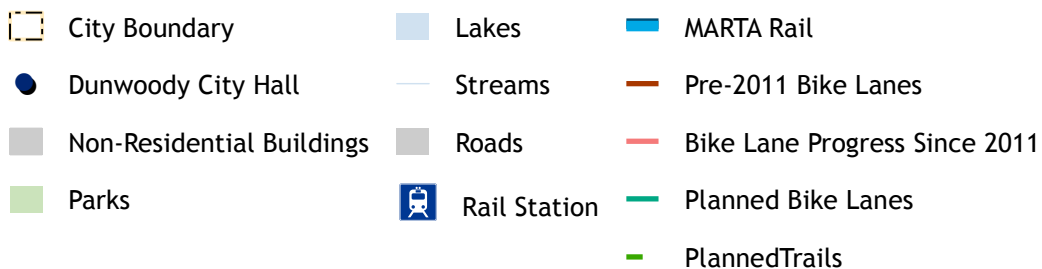 City Boundary
Dunwoody City Hall
Non-Residential Buildings
Parks
Lakes
Streams
Roads
Rail Station
MARTA Rail
Pre-2011 Bike Lanes
Bike Lane Progress Since 2011
Planned Bike Lanes
PlannedTrails